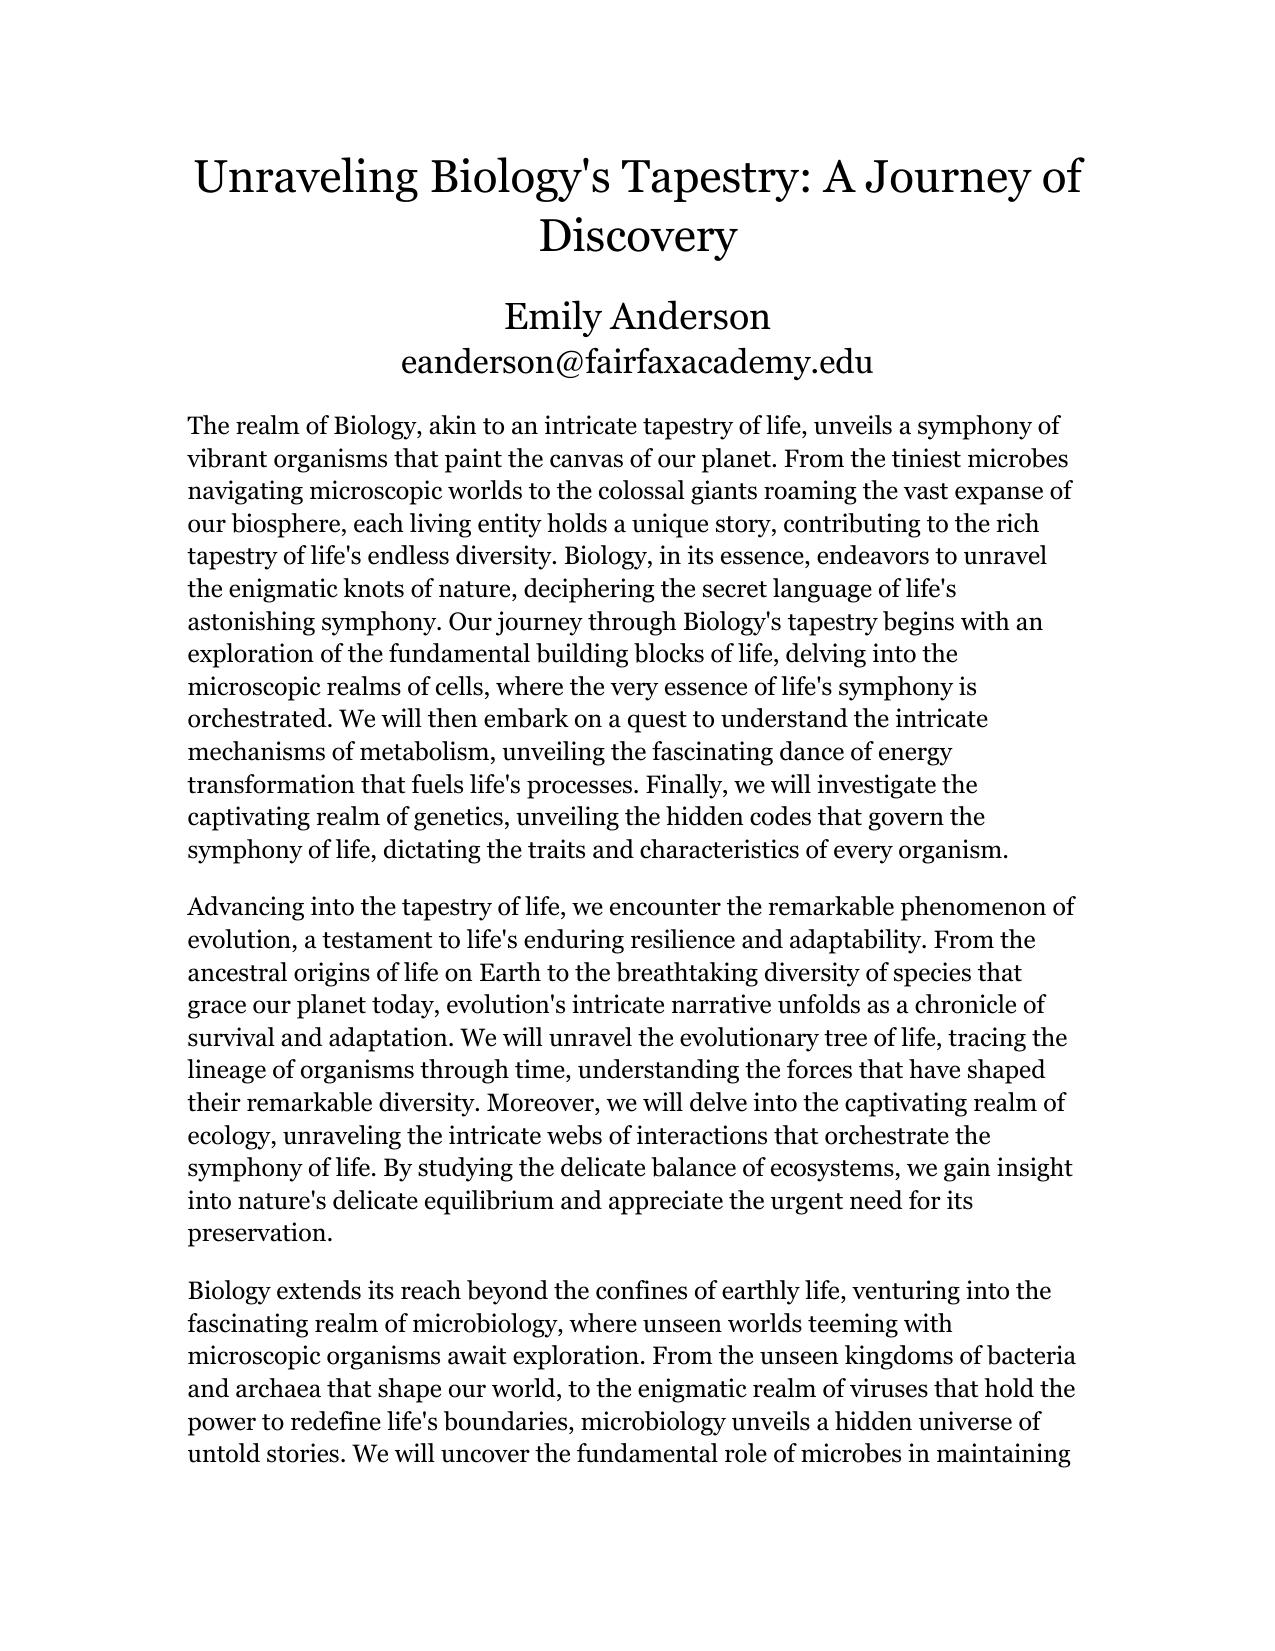 Unraveling Biology's Tapestry: A Journey of
Discovery
Emily Anderson
eanderson@fairfaxacademy.edu
The realm of Biology, akin to an intricate tapestry of life, unveils a symphony of
vibrant organisms that paint the canvas of our planet. From the tiniest microbes
navigating microscopic worlds to the colossal giants roaming the vast expanse of
our biosphere, each living entity holds a unique story, contributing to the rich
tapestry of life's endless diversity. Biology, in its essence, endeavors to unravel
the enigmatic knots of nature, deciphering the secret language of life's
astonishing symphony. Our journey through Biology's tapestry begins with an
exploration of the fundamental building blocks of life, delving into the
microscopic realms of cells, where the very essence of life's symphony is
orchestrated. We will then embark on a quest to understand the intricate
mechanisms of metabolism, unveiling the fascinating dance of energy
transformation that fuels life's processes. Finally, we will investigate the
captivating realm of genetics, unveiling the hidden codes that govern the
symphony of life, dictating the traits and characteristics of every organism.
Advancing into the tapestry of life, we encounter the remarkable phenomenon of
evolution, a testament to life's enduring resilience and adaptability. From the
ancestral origins of life on Earth to the breathtaking diversity of species that
grace our planet today, evolution's intricate narrative unfolds as a chronicle of
survival and adaptation. We will unravel the evolutionary tree of life, tracing the
lineage of organisms through time, understanding the forces that have shaped
their remarkable diversity. Moreover, we will delve into the captivating realm of
ecology, unraveling the intricate webs of interactions that orchestrate the
symphony of life. By studying the delicate balance of ecosystems, we gain insight
into nature's delicate equilibrium and appreciate the urgent need for its
preservation.
Biology extends its reach beyond the confines of earthly life, venturing into the
fascinating realm of microbiology, where unseen worlds teeming with
microscopic organisms await exploration. From the unseen kingdoms of bacteria
and archaea that shape our world, to the enigmatic realm of viruses that hold the
power to redefine life's boundaries, microbiology unveils a hidden universe of
untold stories. We will uncover the fundamental role of microbes in maintaining